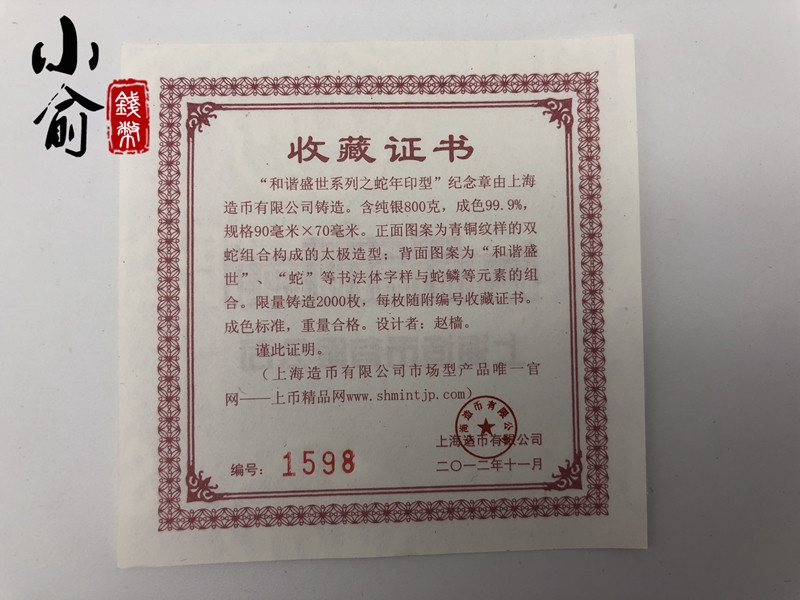 小俞
錢幣
收藏证书
“和谐盛世系列之蛇年印型”纪念章由上海
造币有限公司铸造。含纯银800克，成色99.9%，
规格90毫米×70毫米。正面图案为青铜纹样的双
蛇组合构成的太极造型；背面图案为“和谐盛
世”、“蛇”等书法体字样与蛇鳞等元素的组
合。限量铸造2000枚，每枚随附编号收藏证书。
成色标准，重量合格。设计者：赵樯。
谨此证明。
（上海造币有限公司市场型产品唯一官
网——上币精品网www.shmintjp.com）
上海造币有限公司
编号：1598
二〇一二年十一月